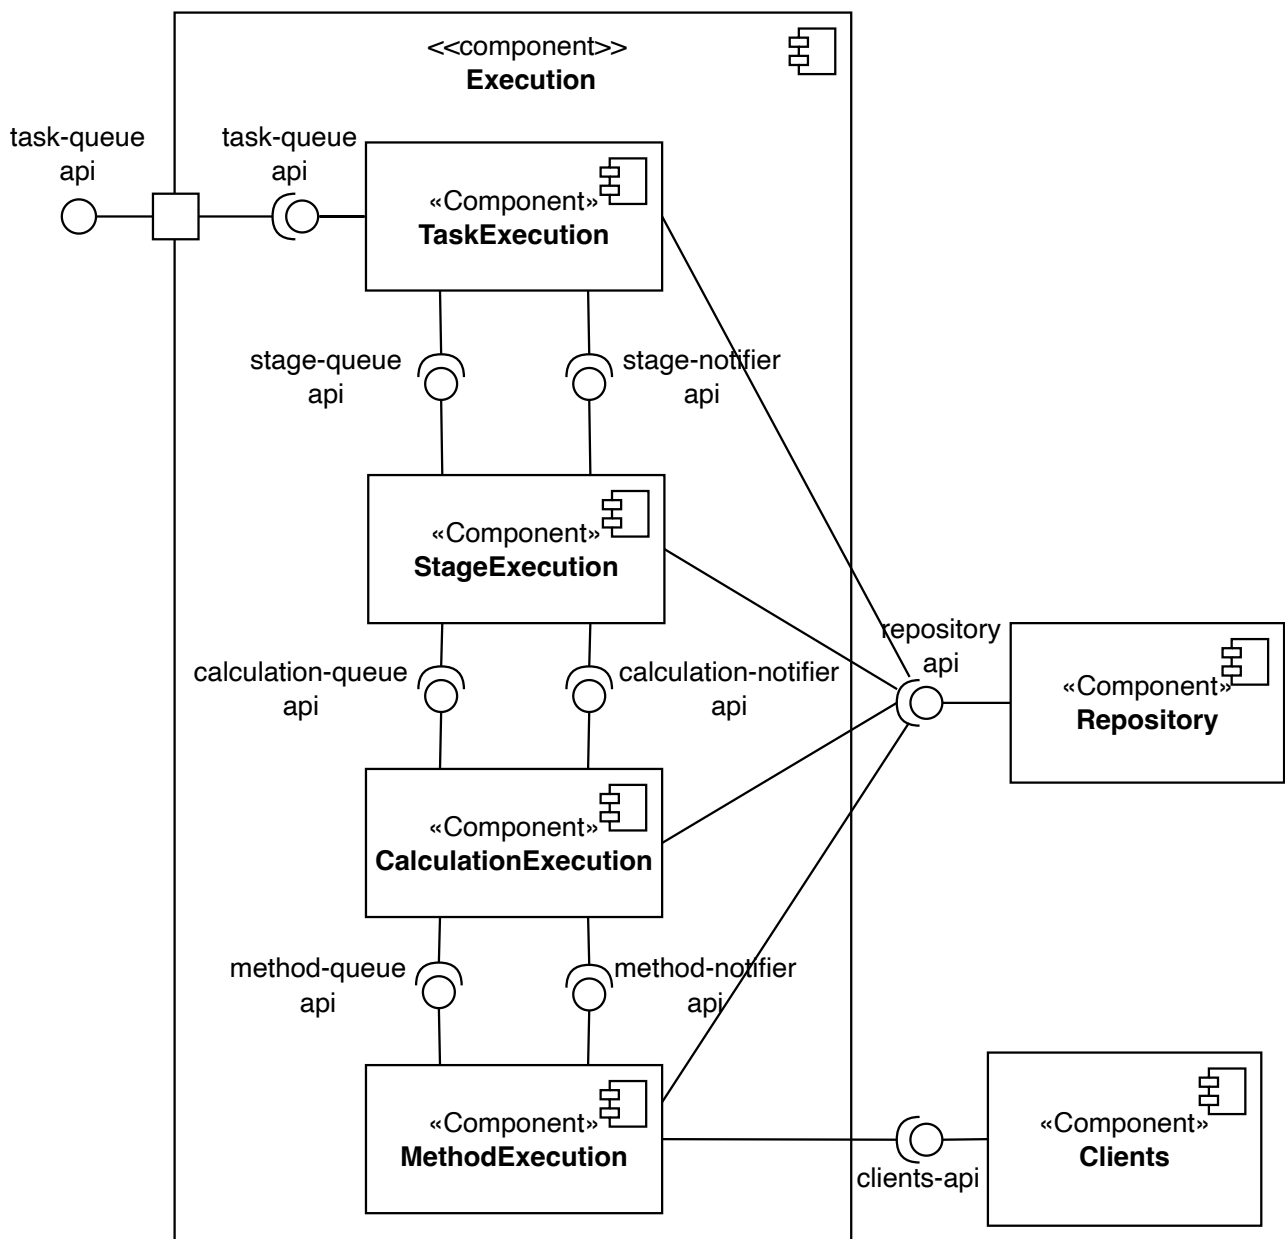 <<component>>
Execution
task-queue
api
task-queue
api
«Component»
TaskExecution
stage-queue
api
stage-notifier
api
«Component»
StageExecution
calculation-queue
api
calculation-notifier
api
repository
api
«Component»
Repository
«Component»
CalculationExecution
method-queue
api
method-notifier
api
«Component»
MethodExecution
clients-api
«Component»
Clients